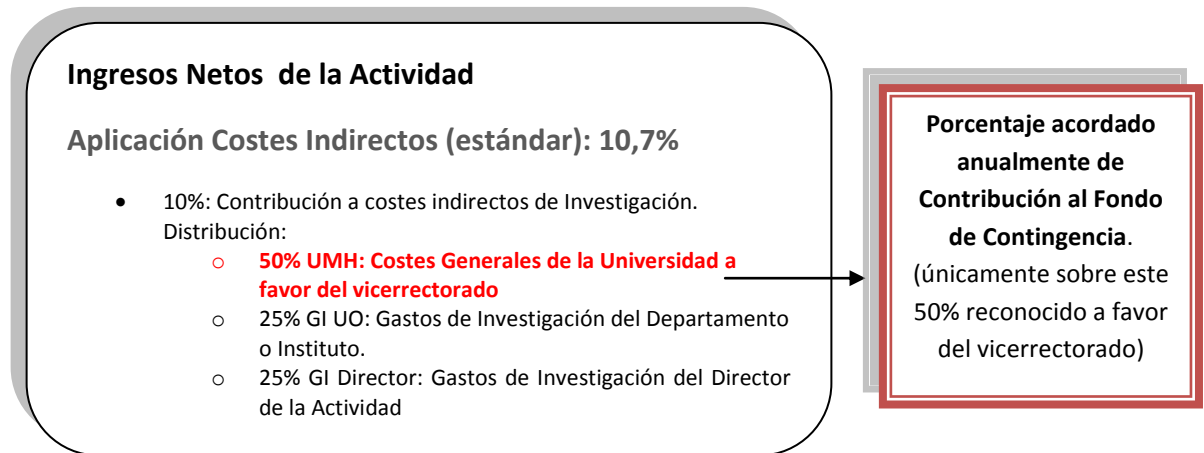 Ingresos Netos de la Actividad
Aplicación Costes Indirectos (estándar): 10,7%
• 10%: Contribución a costes indirectos de Investigación.
Distribución:
o 50% UMH: Costes Generales de la Universidad a
favor del vicerrectorado
o 25% GI UO: Gastos de Investigación del Departamento
o Instituto.
o 25% GI Director: Gastos de Investigación del Director
de la Actividad
Porcentaje acordado
anualmente de
Contribución al Fondo
de Contingencia.
(únicamente sobre este
50% reconocido a favor
del vicerrectorado)